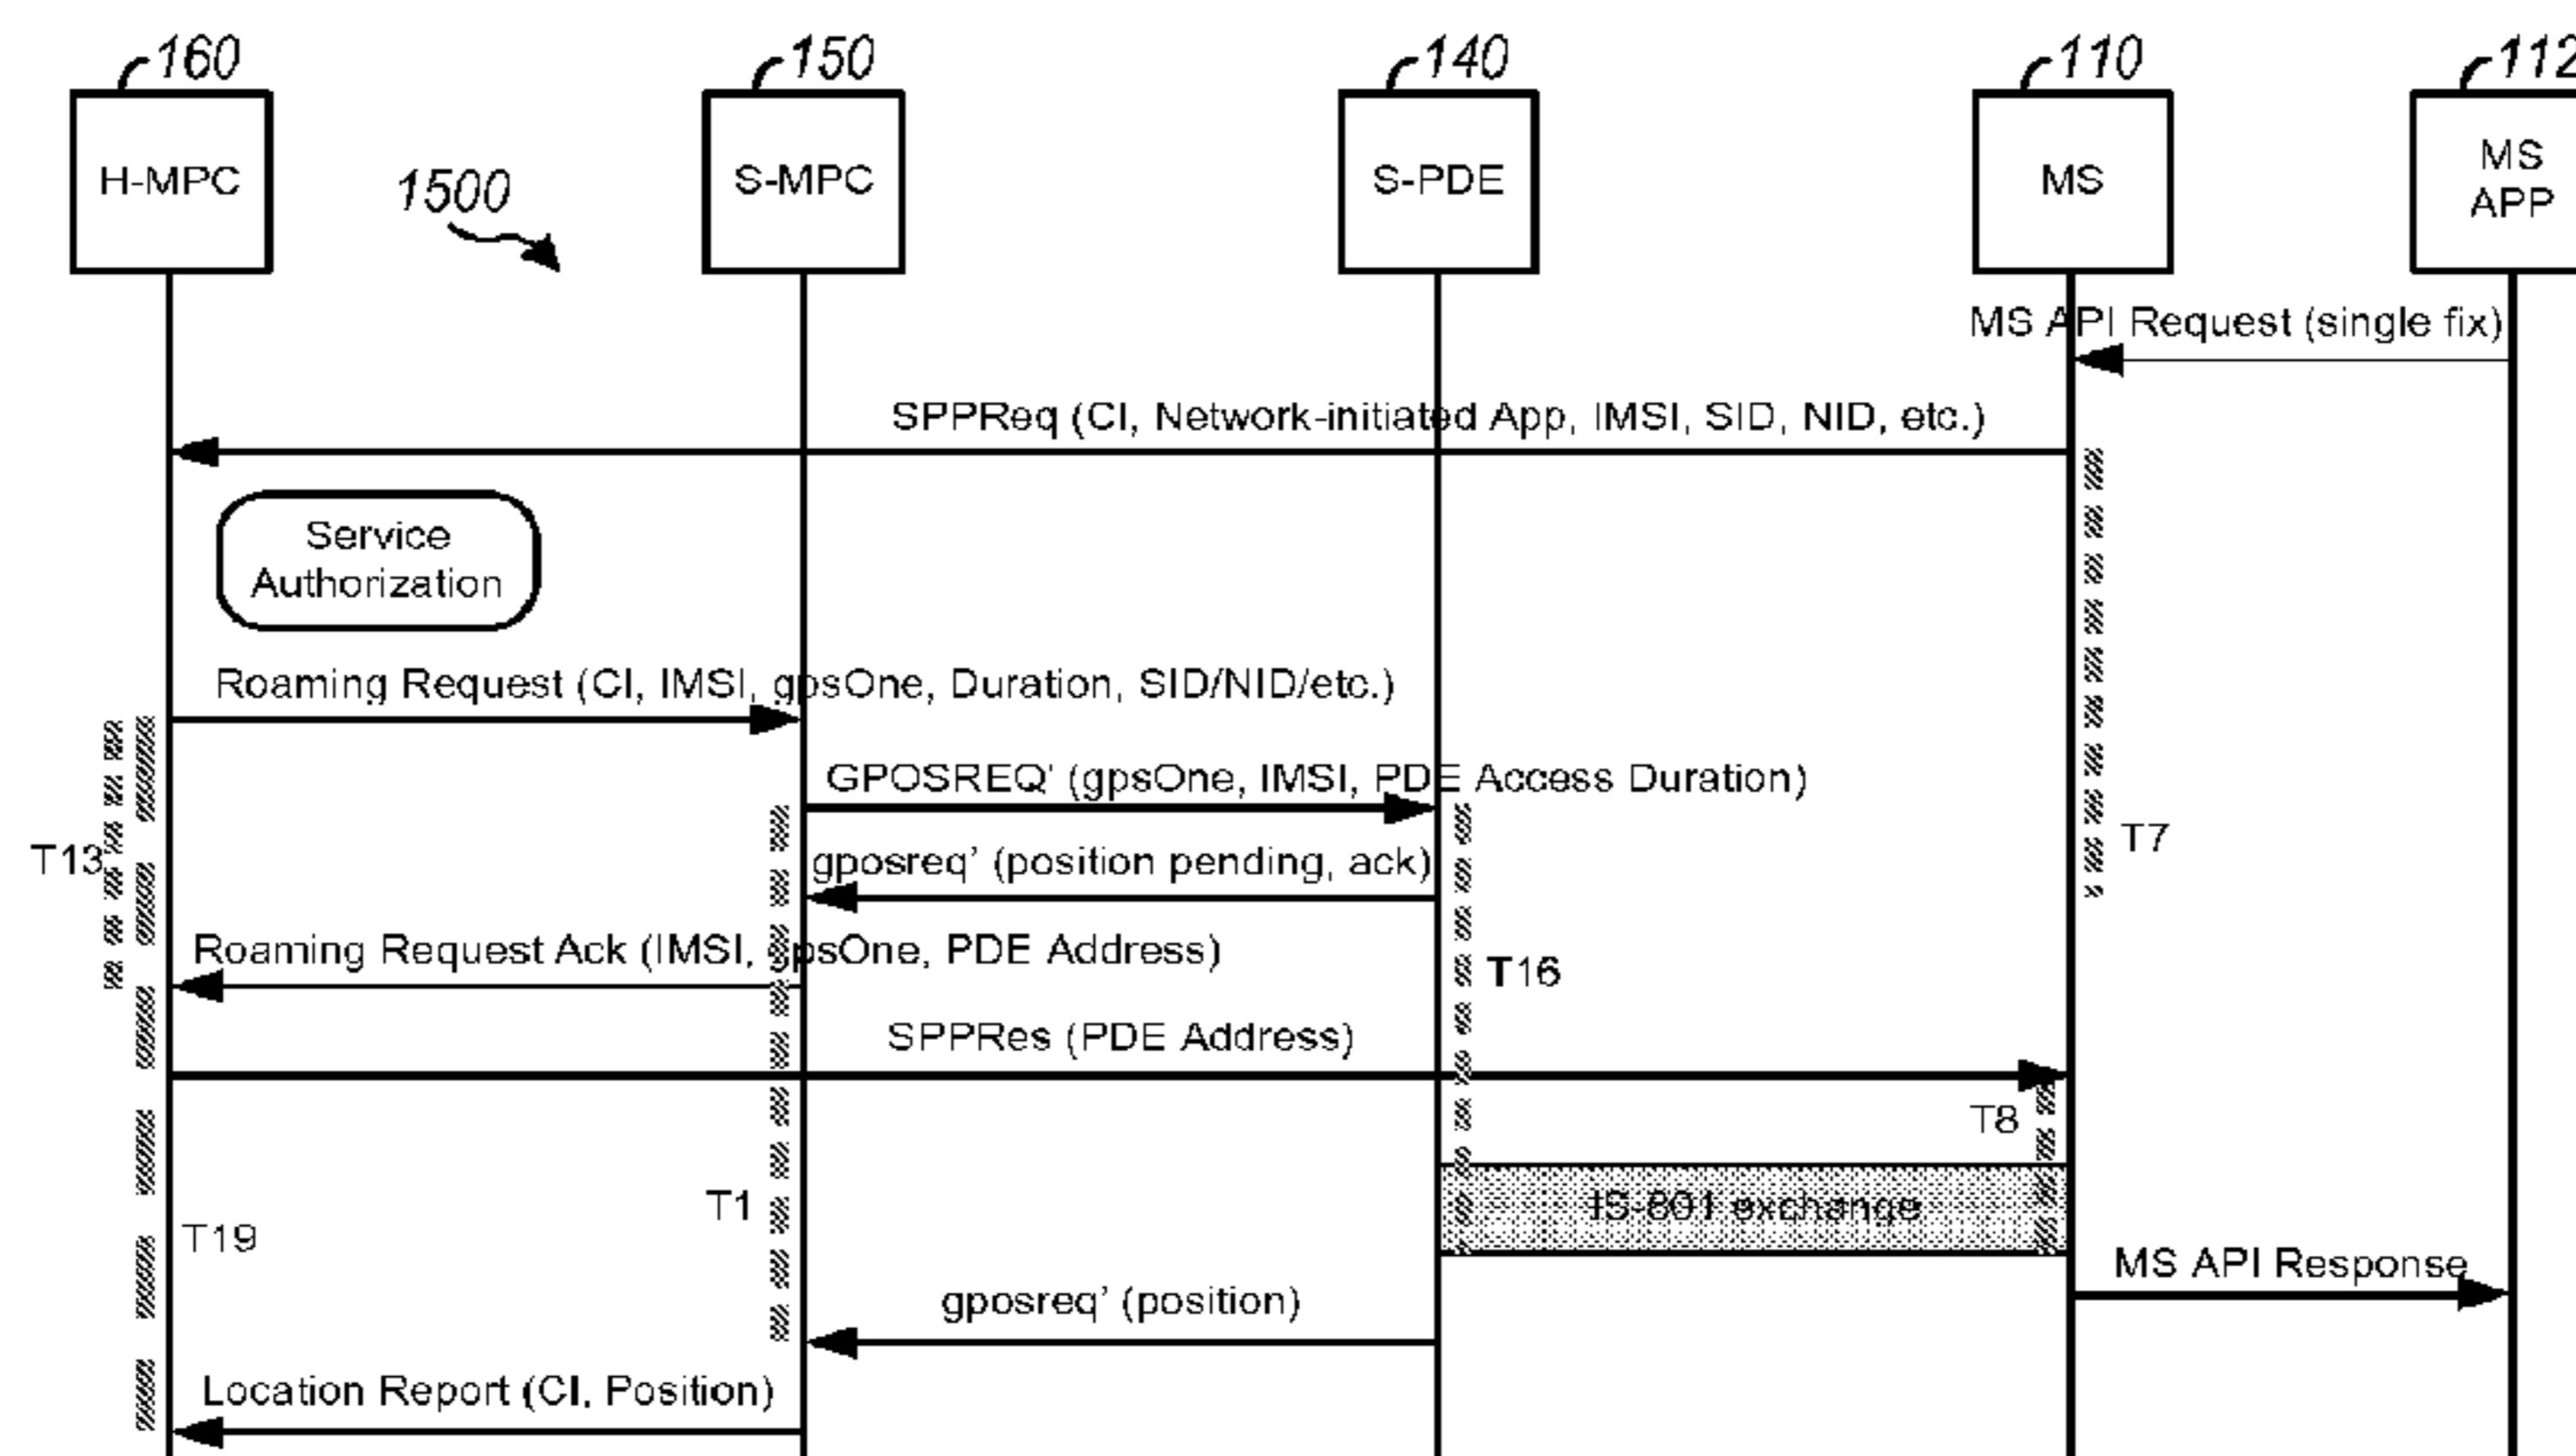 160
150
140
110
112
H-MPC
S-MPC
S-PDE
MS
MS
APP
1500
MS API Request (single fix)
SPPReq (CI, Network-initiated App, IMSI, SID, NID, etc.)
Service
Authorization
Roaming Request (CI, IMSI, gpsOne, Duration, SID/NID/etc.)
GPOSREQ' (gpsOne, IMSI, PDE Access Duration)
T7
T13
gposreq' (position pending, ack)
Roaming Request Ack (IMSI, gpsOne, PDE Address)
T16
SPPRes (PDE Address)
T8
T1
IS-801 exchange
T19
MS API Response
gposreq' (position)
Location Report (CI, Position)